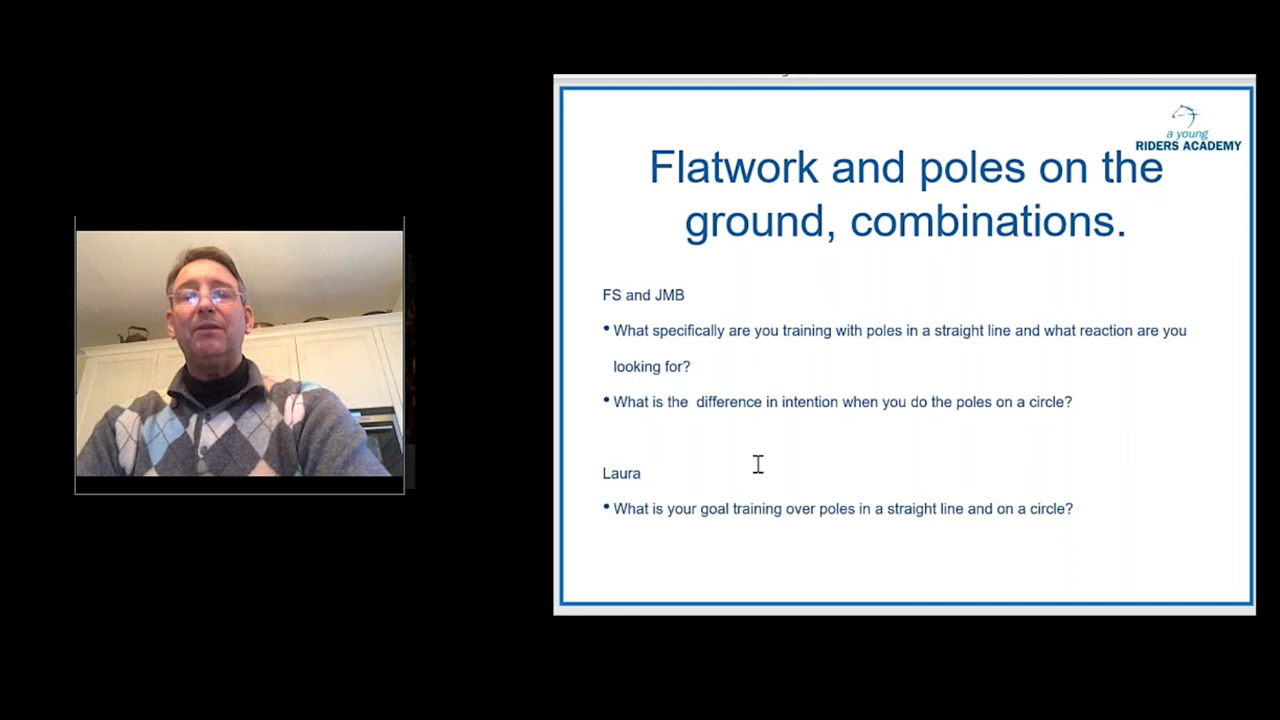 a young
RIDERS ACADEMY
Flatwork and poles on the
ground, combinations.
FS and JMB
• What specifically are you training with poles in a straight line and what reaction are you
looking for?
• What is the  difference in intention when you do the poles on a circle?
Laura
• What is your goal training over poles in a straight line and on a circle?